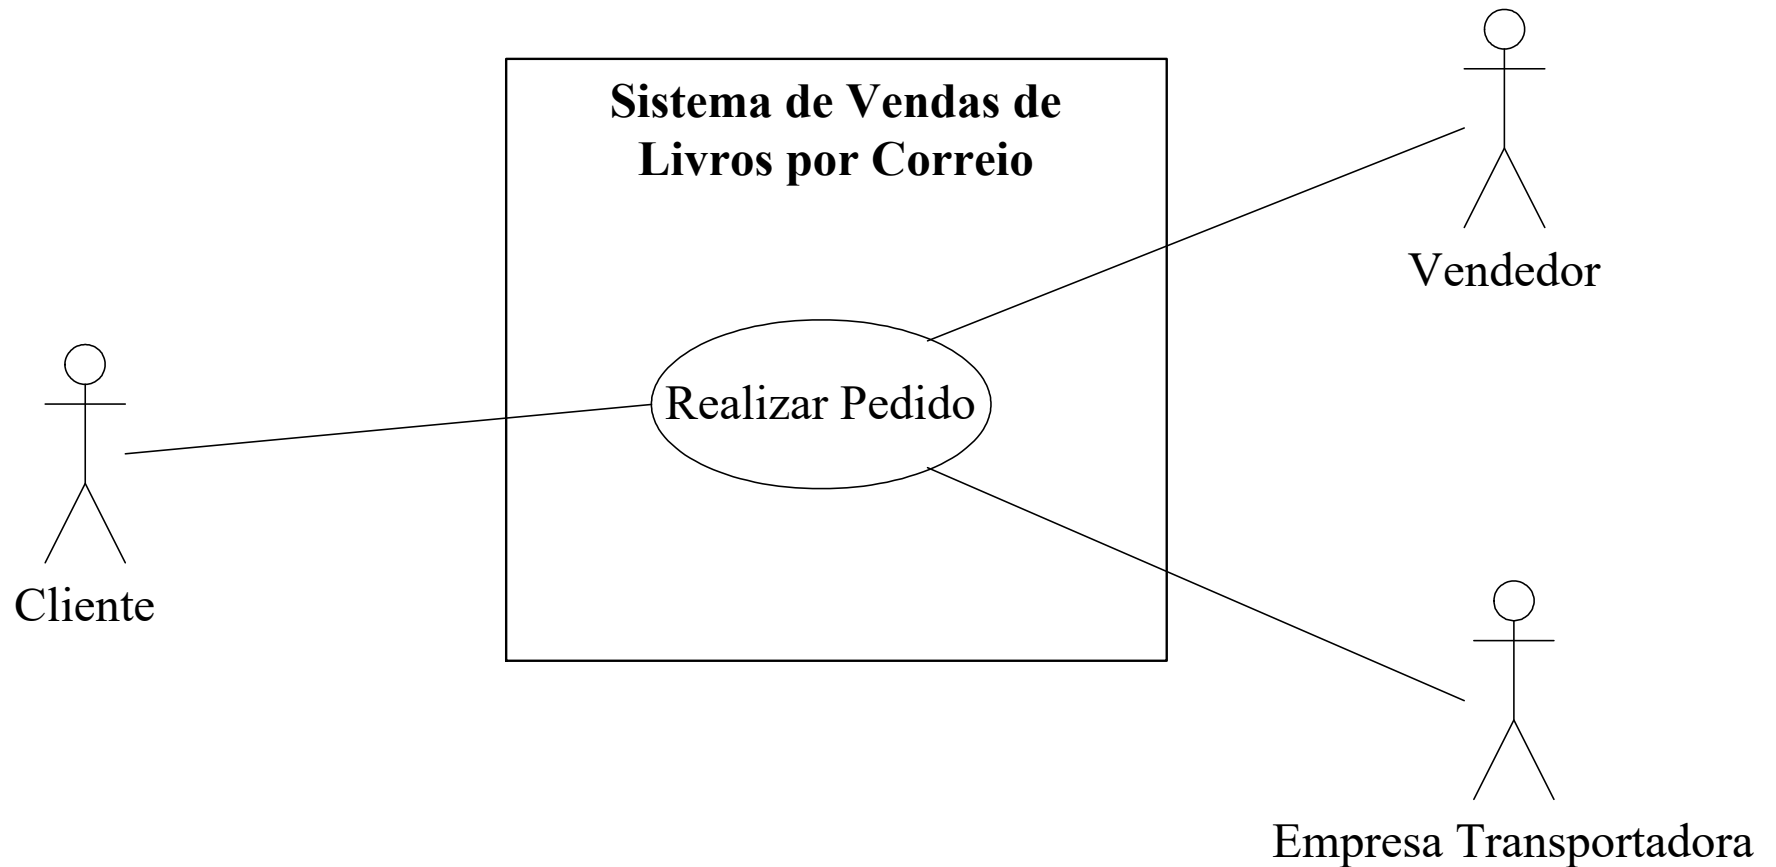 Sistema de Vendas de
Livros por Correio
Vendedor
Realizar Pedido
Cliente
Empresa Transportadora